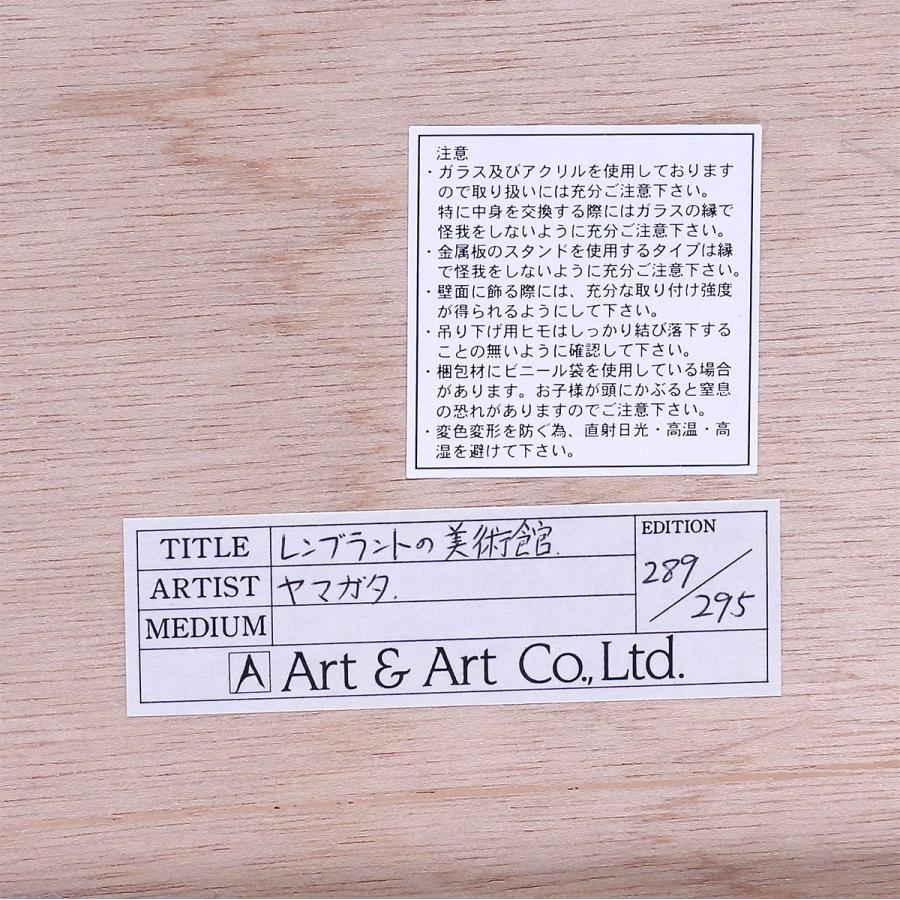 注意
・ガラス及びアクリルを使用しております
ので取り扱いには充分ご注意下さい。
特に中身を交換する際にはガラスの縁で
怪我をしないように充分ご注意下さい。
・金属板のスタンドを使用するタイプは縁
で怪我をしないように充分ご注意下さい。
・壁面に飾る際には、充分な取り付け強度
が得られるようにして下さい。
・吊り下げ用ヒモはしっかり結び落下する
ことの無いように確認して下さい。
・梱包材にビニール袋を使用している場合
があります。お子様が頭にかぶると窒息
の恐れがありますのでご注意下さい。
・変色変形を防ぐ為、直射日光・高温・高
湿を避けて下さい。
TITLE レンブラントの美術館.
ARTIST ヤマガタ.
MEDIUM
EDITION
289/295
A Art & Art Co., Ltd.